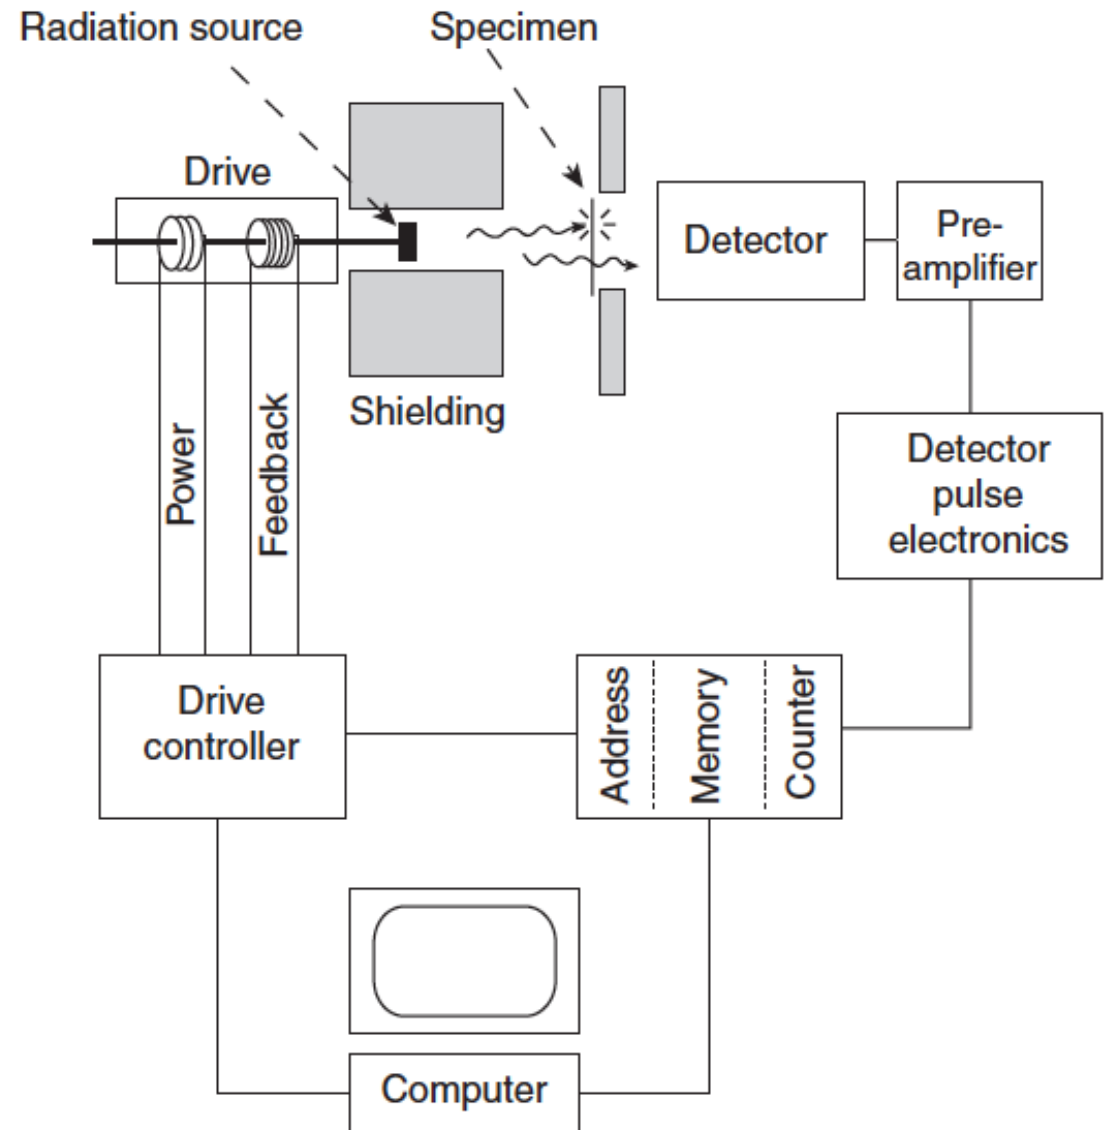 Radiation source
Specimen
Drive
Detector
Pre-
amplifier
Shielding
Power
Feedback
Detector
pulse
electronics
Drive
controller
Address
Memory
Counter
Computer